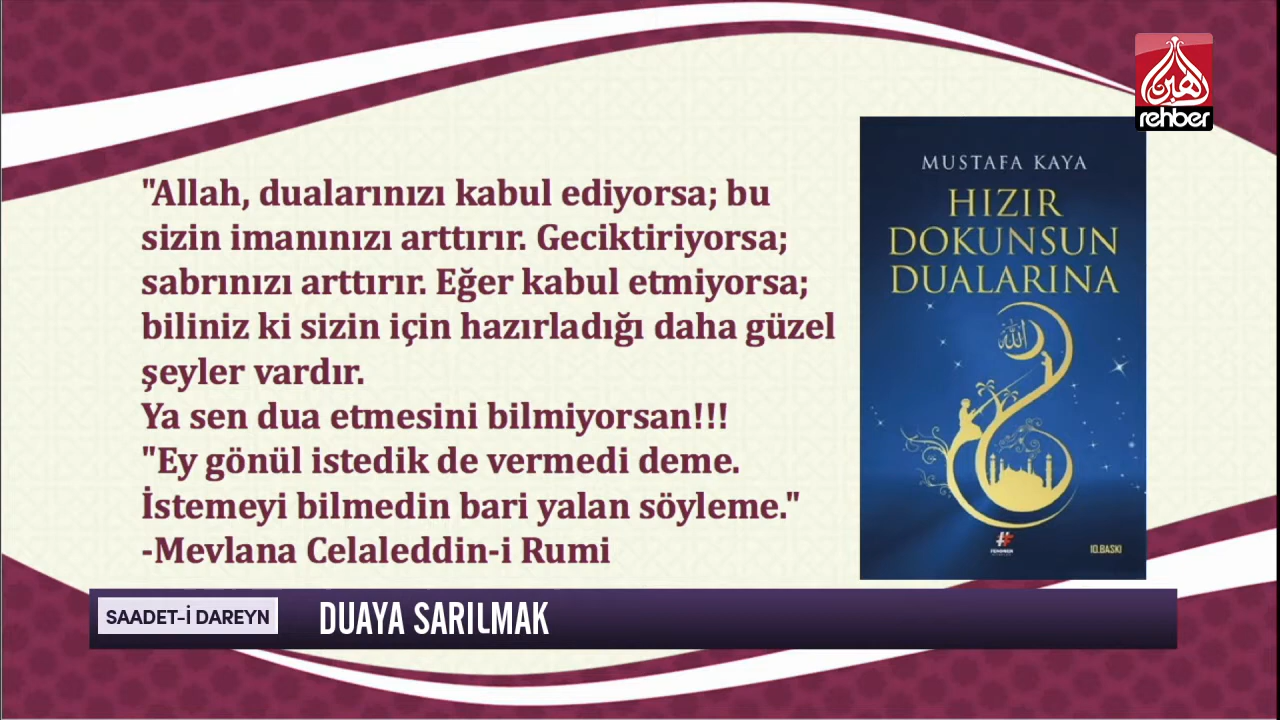 "Allah, dualarınızı kabul ediyorsa; bu
sizin imanınızı arttırır. Geciktiriyorsa;
sabrınızı arttırır. Eğer kabul etmiyorsa;
biliniz ki sizin için hazırladığı daha güzel
şeyler vardır.
Ya sen dua etmesini bilmiyorsan!!!
"Ey gönül istedik de vermedi deme.
İstemeyi bilmedin bari yalan söyleme."
-Mevlana Celaleddin-i Rumi
rehber
MUSTAFA KAYA
HIZIR
DOKUNSUN
DUALARINA
الله
10.BASKI
SAADET-İ DAREYN
DUAYA SARILMAK